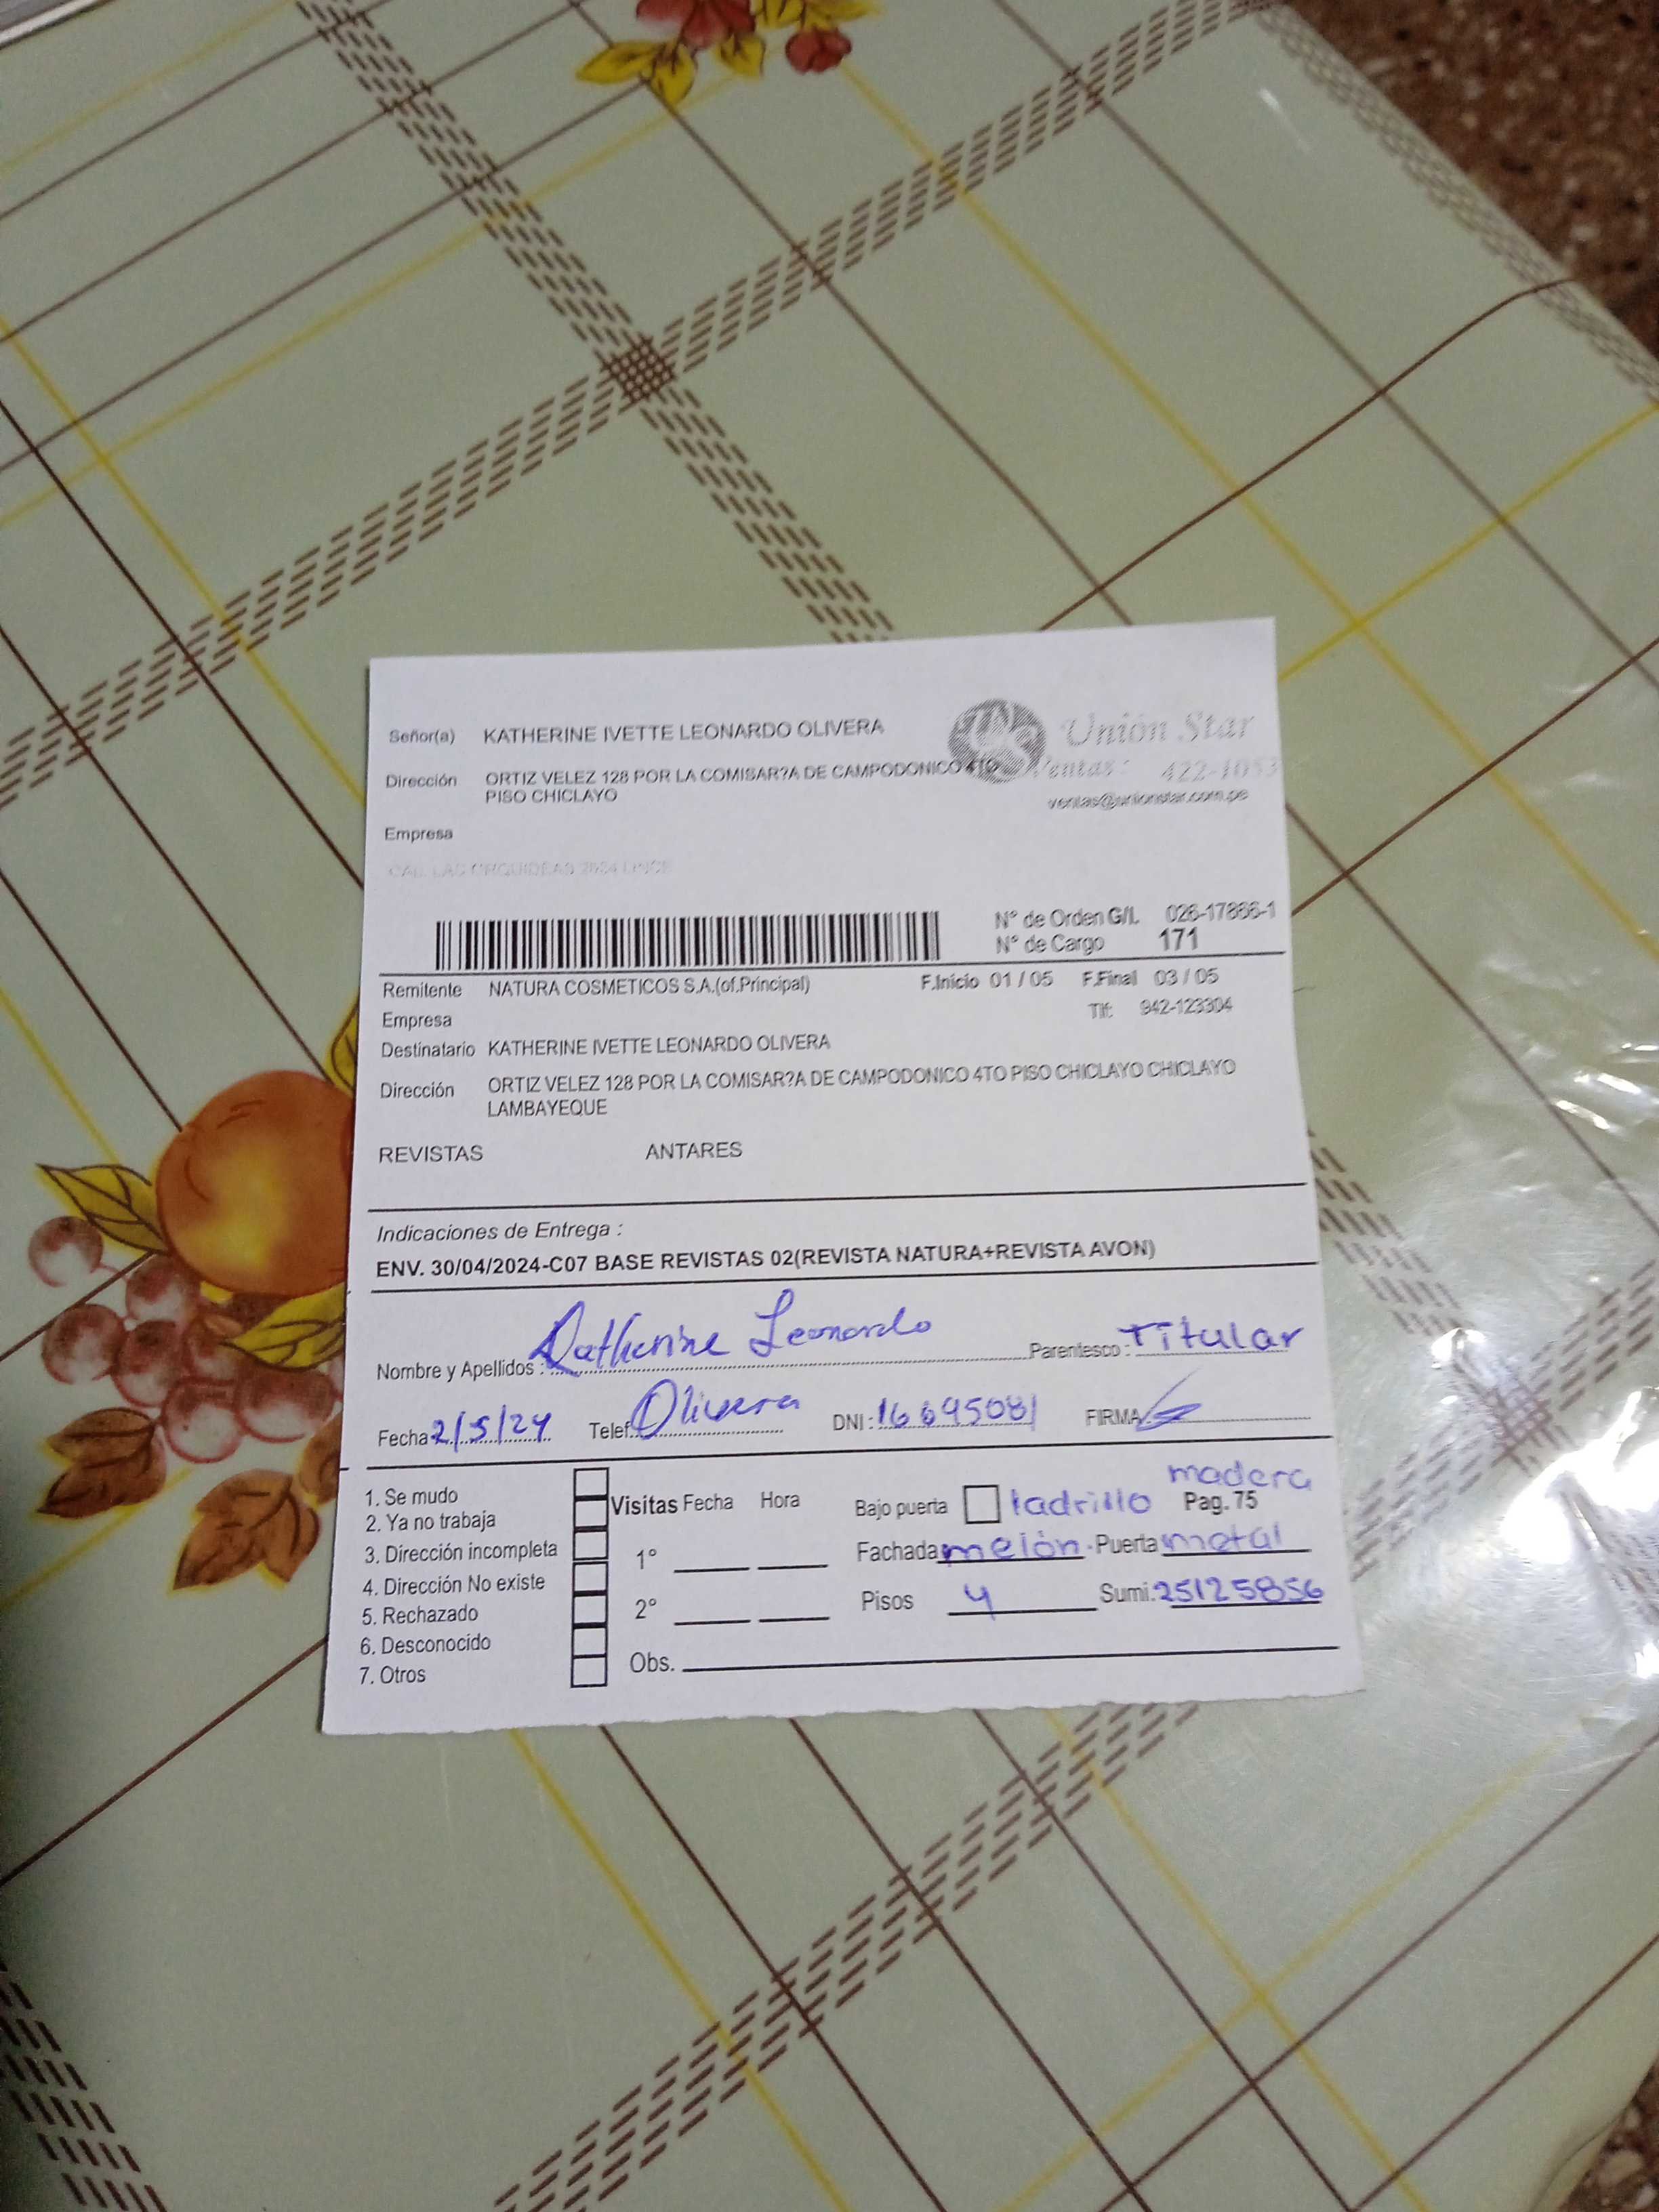 Señor(a) KATHERINE IVETTE LEONARDO OLIVERA
Unión Star
Dirección ORTIZ VELEZ 128 POR LA COMISAR?A DE CAMPODONICO 4TO
PISO CHICLAYO
Ventas: 422-1053
ventas@unionstar.com.pe
Empresa
CAL. LAS ORQUIDEAS 2624 LINCE
N° de Orden G/I. 026-17866-1
N° de Cargo 171
Remitente NATURA COSMETICOS S.A.(of.Principal) F.Inicio 01 / 05 F.Final 03 / 05
Empresa Tlf: 942-123304
Destinatario KATHERINE IVETTE LEONARDO OLIVERA
Dirección ORTIZ VELEZ 128 POR LA COMISAR?A DE CAMPODONICO 4TO PISO CHICLAYO CHICLAYO
LAMBAYEQUE
REVISTAS ANTARES
Indicaciones de Entrega :
ENV. 30/04/2024-C07 BASE REVISTAS 02(REVISTA NATURA+REVISTA AVON)
Nombre y Apellidos : Katherine Leonardo Parentesco : Titular
Fecha 2/5/24 Telef. Olivera DNI : 16695081 FIRMA
1. Se mudo
2. Ya no trabaja
3. Dirección incompleta
4. Dirección No existe
5. Rechazado
6. Desconocido
7. Otros
Visitas Fecha Hora
1°
2°
Obs.
madera
Bajo puerta ladrillo Pag. 75
Fachada melón Puerta metal
Pisos 4 Sumi. 25125856